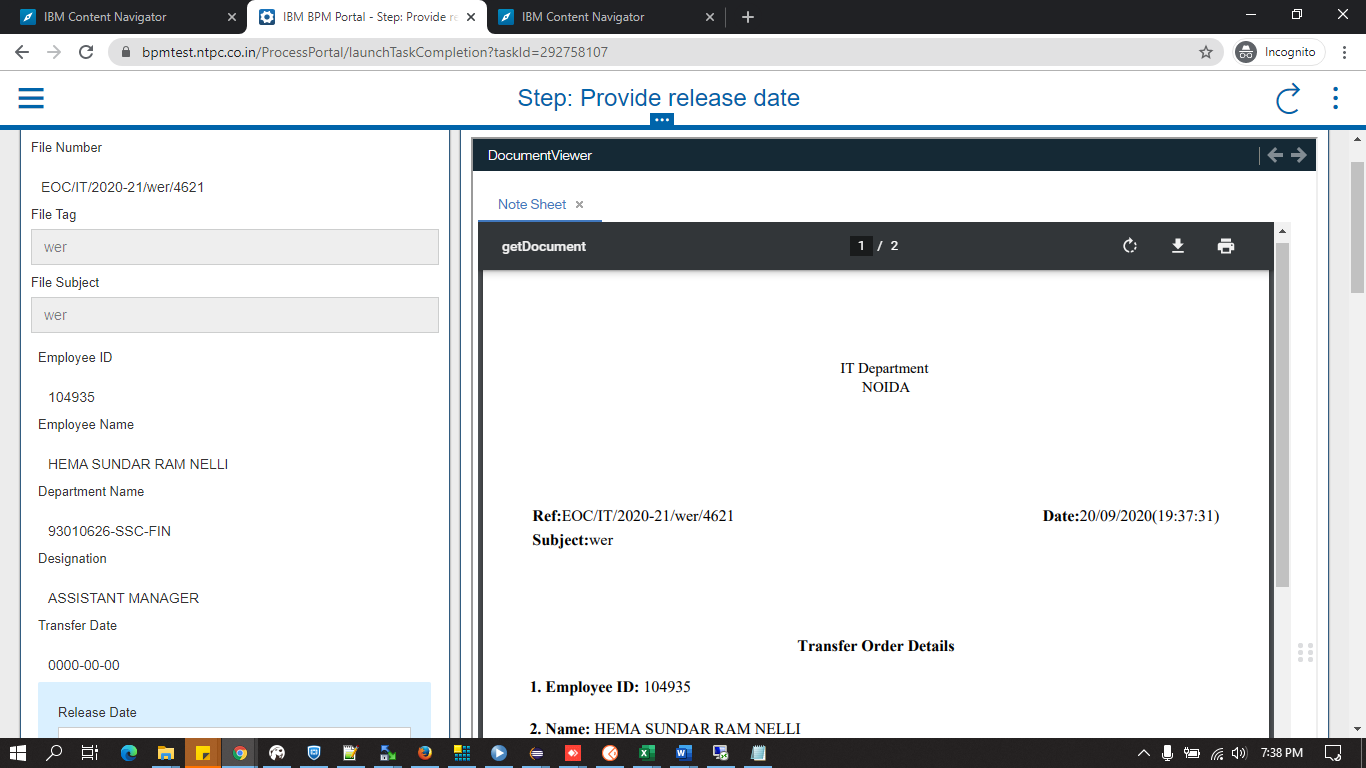 IBM Content Navigator
IBM BPM Portal - Step: Provide re
IBM Content Navigator
bpmtest.ntpc.co.in/ProcessPortal/launchTaskCompletion?taskId=292758107
Incognito
Step: Provide release date
File Number
EOC/IT/2020-21/wer/4621
File Tag
wer
File Subject
wer
Employee ID
104935
Employee Name
HEMA SUNDAR RAM NELLI
Department Name
93010626-SSC-FIN
Designation
ASSISTANT MANAGER
Transfer Date
0000-00-00
Release Date
DocumentViewer
Note Sheet
getDocument
1 / 2
IT Department
NOIDA
Ref:EOC/IT/2020-21/wer/4621
Date:20/09/2020(19:37:31)
Subject:wer
Transfer Order Details
1. Employee ID: 104935
2. Name: HEMA SUNDAR RAM NELLI
7:38 PM